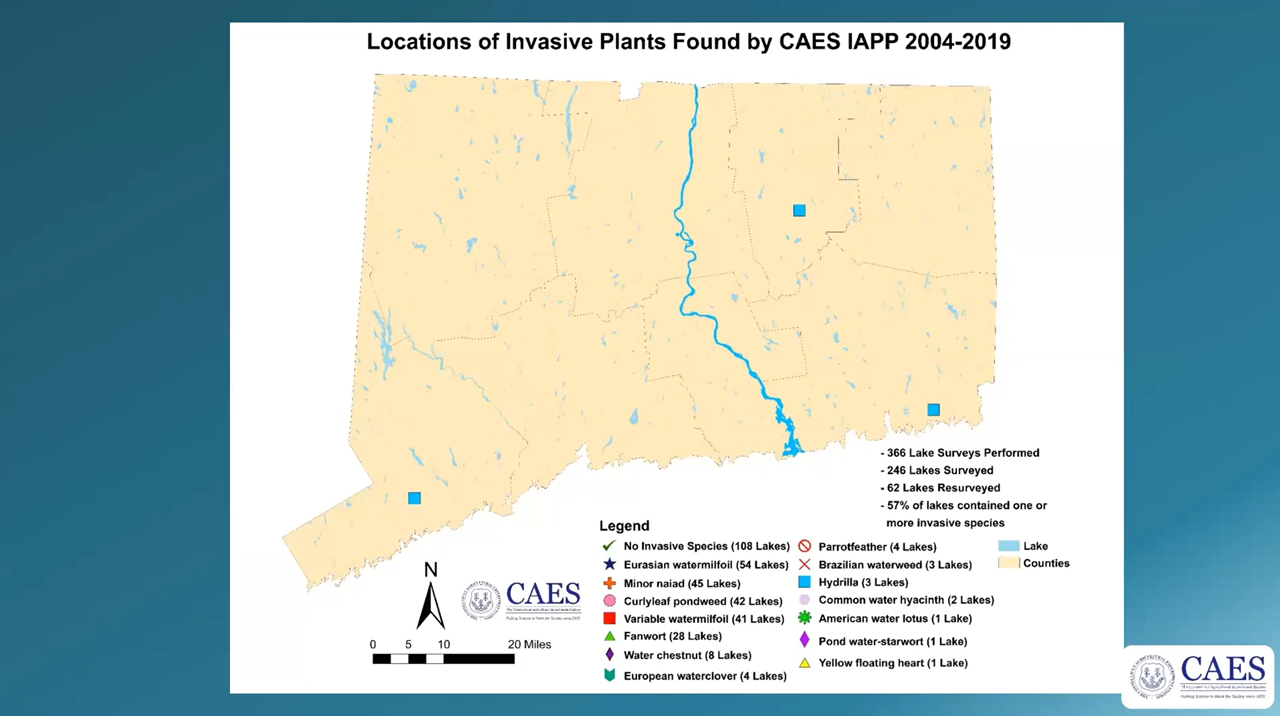 Locations of Invasive Plants Found by CAES IAPP 2004-2019
- 366 Lake Surveys Performed
- 246 Lakes Surveyed
- 62 Lakes Resurveyed
- 57% of lakes contained one or
more invasive species
Legend
No Invasive Species (108 Lakes)
Eurasian watermilfoil (54 Lakes)
Minor naiad (45 Lakes)
Curlyleaf pondweed (42 Lakes)
Variable watermilfoil (41 Lakes)
Fanwort (28 Lakes)
Water chestnut (8 Lakes)
European waterclover (4 Lakes)
Parrotfeather (4 Lakes)
Brazilian waterweed (3 Lakes)
Hydrilla (3 Lakes)
Common water hyacinth (2 Lakes)
American water lotus (1 Lake)
Pond water-starwort (1 Lake)
Yellow floating heart (1 Lake)
Lake
Counties
N
CAES
0 5 10 20 Miles
CAES